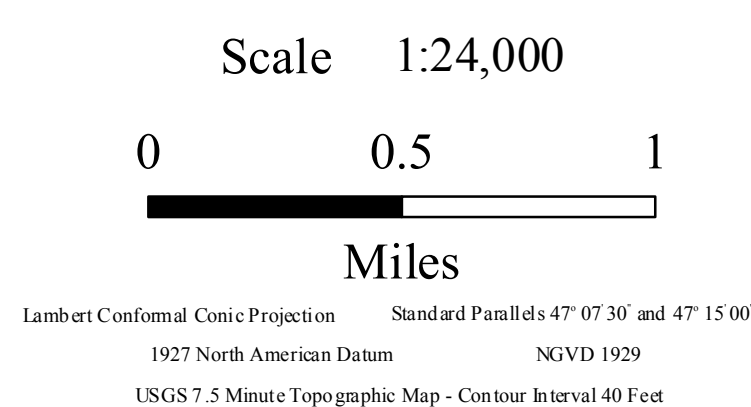 Scale 1:24,000
0 0.5 1
Miles
Lambert Conformal Conic Projection Standard Parallels 47° 07' 30" and 47° 15' 00"
1927 North American Datum NGVD 1929
USGS 7.5 Minute Topographic Map - Contour Interval 40 Feet